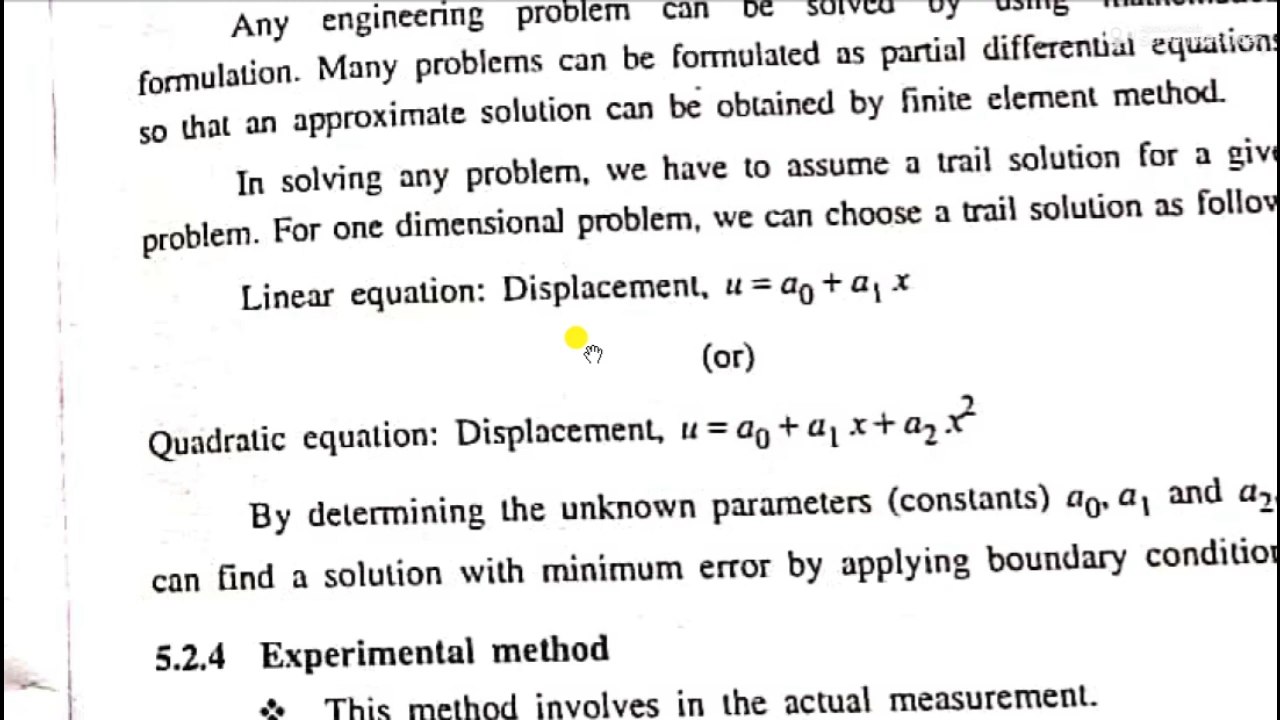 Any engineering problem can be solved by using
formulation. Many problems can be formulated as partial differential equations
so that an approximate solution can be obtained by finite element method.
In solving any problem, we have to assume a trail solution for a
problem. For one dimensional problem, we can choose a trail solution as
Linear equation: Displacement, u = a₀ + a₁ x
(or)
Quadratic equation: Displacement, u = a₀ + a₁ x + a₂ x²
By determining the unknown parameters (constants) a₀, a₁ and a₂
can find a solution with minimum error by applying boundary
5.2.4 Experimental method
❖ This method involves in the actual measurement.